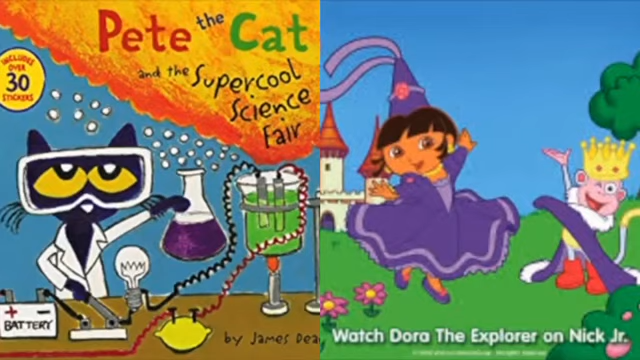 Pete the Cat
and the Supercool
Science
Fair
INCLUDES
OVER
30
STICKERS
+ -
BATTERY
by James Dea
Watch Dora The Explorer on Nick Jr.